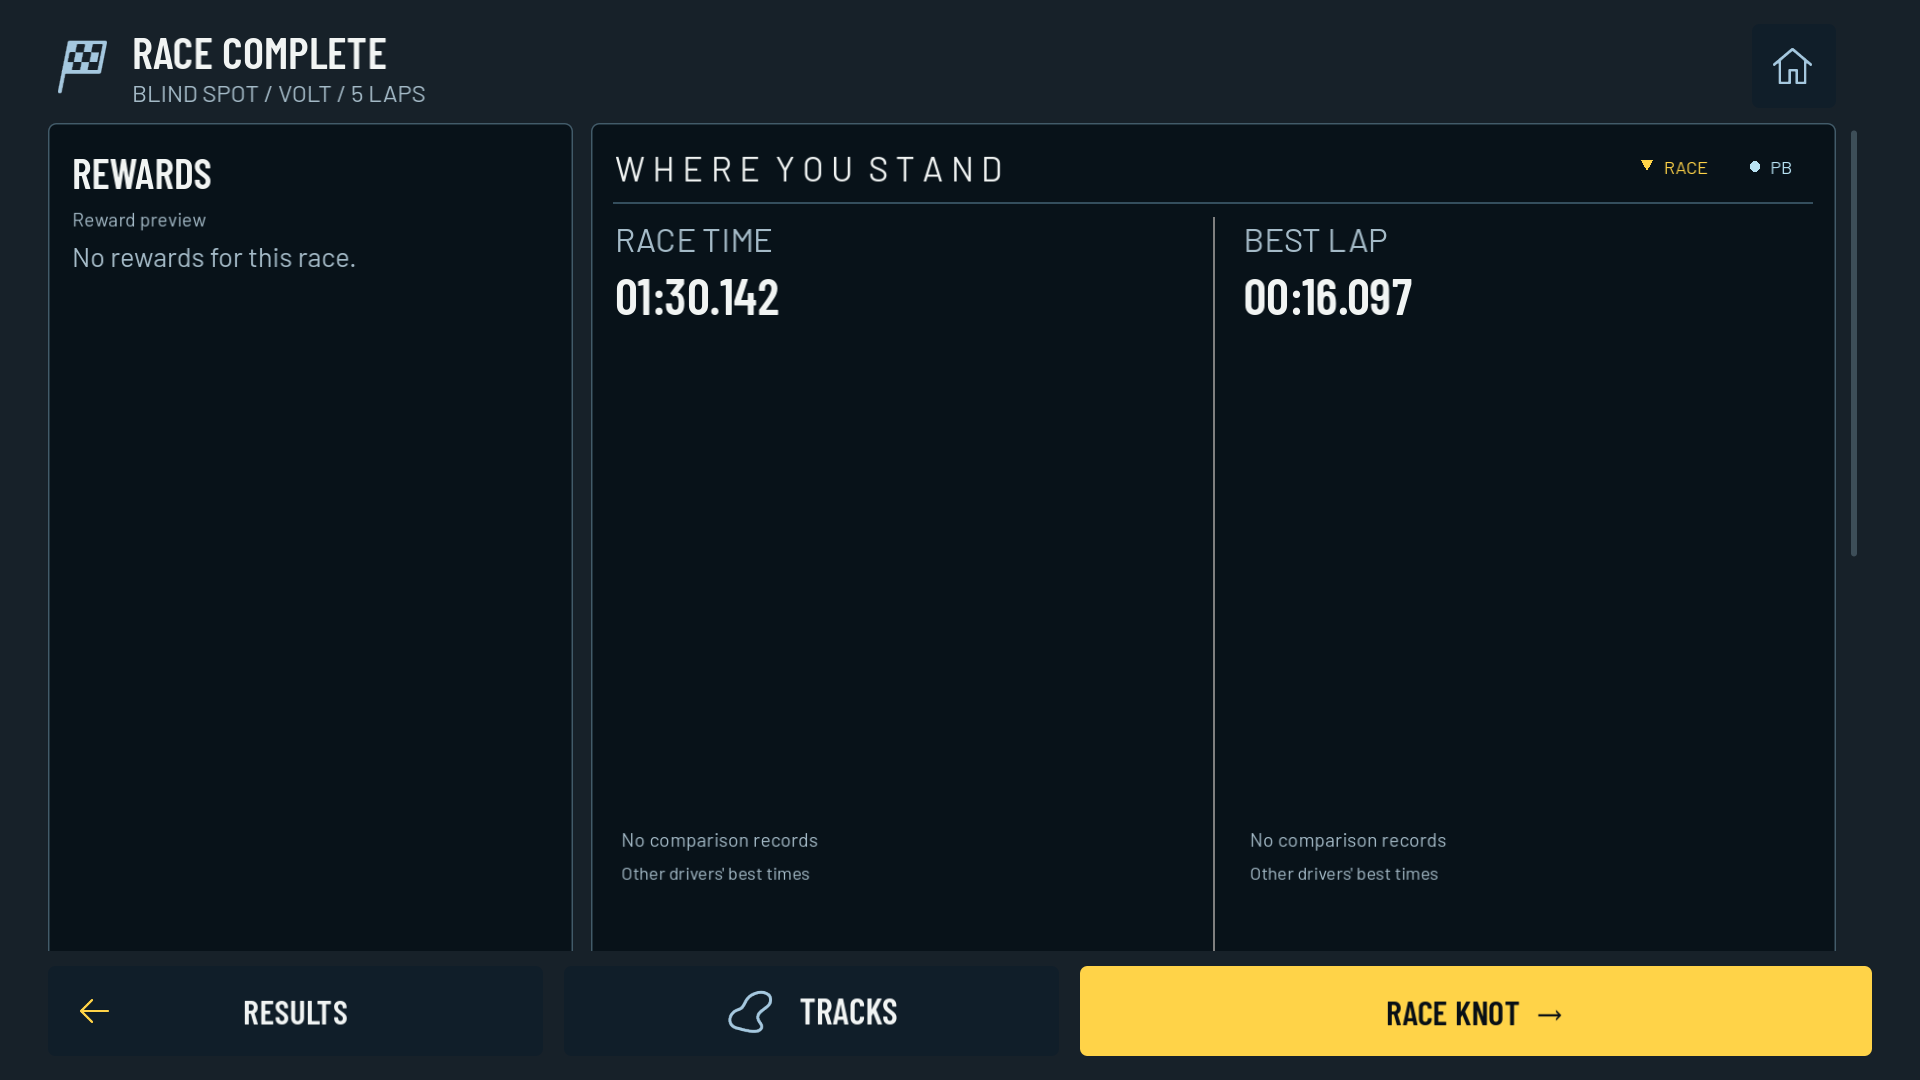 RACE COMPLETE
BLIND SPOT / VOLT / 5 LAPS
REWARDS
Reward preview
No rewards for this race.
WHERE YOU STAND
RACE
PB
RACE TIME
01:30.142
BEST LAP
00:16.097
No comparison records
Other drivers' best times
No comparison records
Other drivers' best times
RESULTS
TRACKS
RACE KNOT →